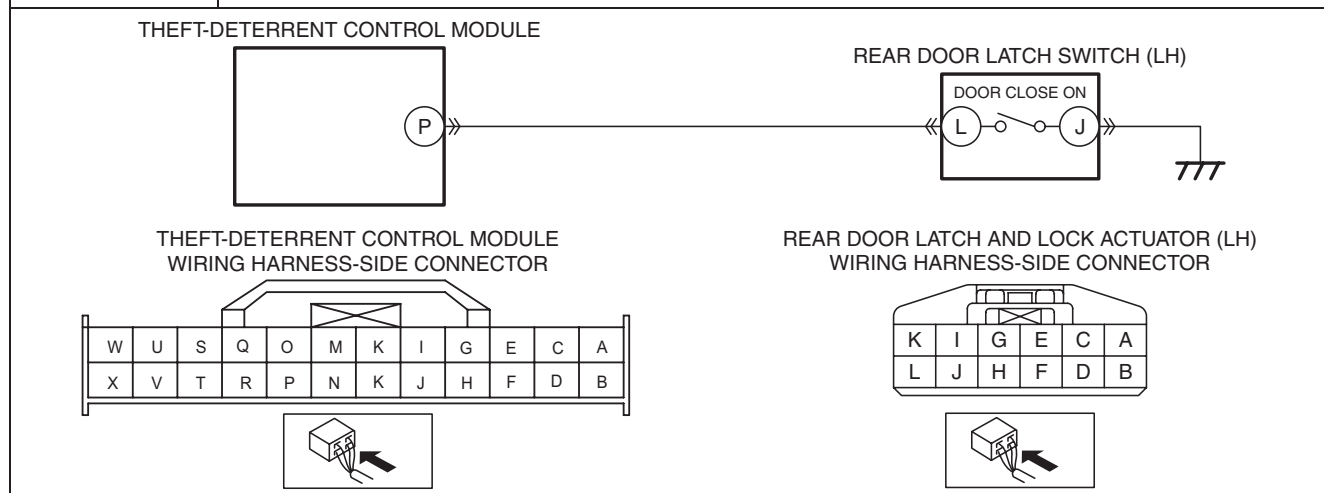 THEFT-DETERRENT CONTROL MODULE
REAR DOOR LATCH SWITCH (LH)
DOOR CLOSE ON
P
L
J
THEFT-DETERRENT CONTROL MODULE
WIRING HARNESS-SIDE CONNECTOR
REAR DOOR LATCH AND LOCK ACTUATOR (LH)
WIRING HARNESS-SIDE CONNECTOR
W U S Q O M K I G E C A
X V T R P N K J H F D B
K I G E C A
L J H F D B